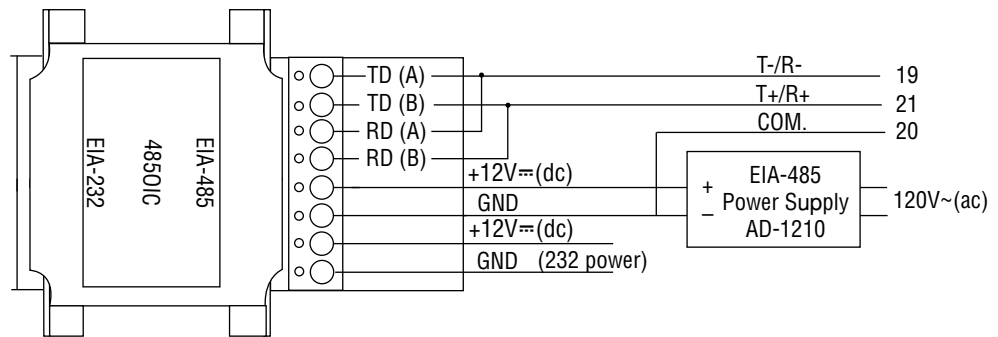 EIA-232
485OIC
EIA-485
TD (A)
TD (B)
RD (A)
RD (B)
+12V⎓(dc)
GND
+12V⎓(dc)
GND (232 power)
T-/R-
19
T+/R+
21
COM.
20
+
–
EIA-485
Power Supply
AD-1210
120V~(ac)